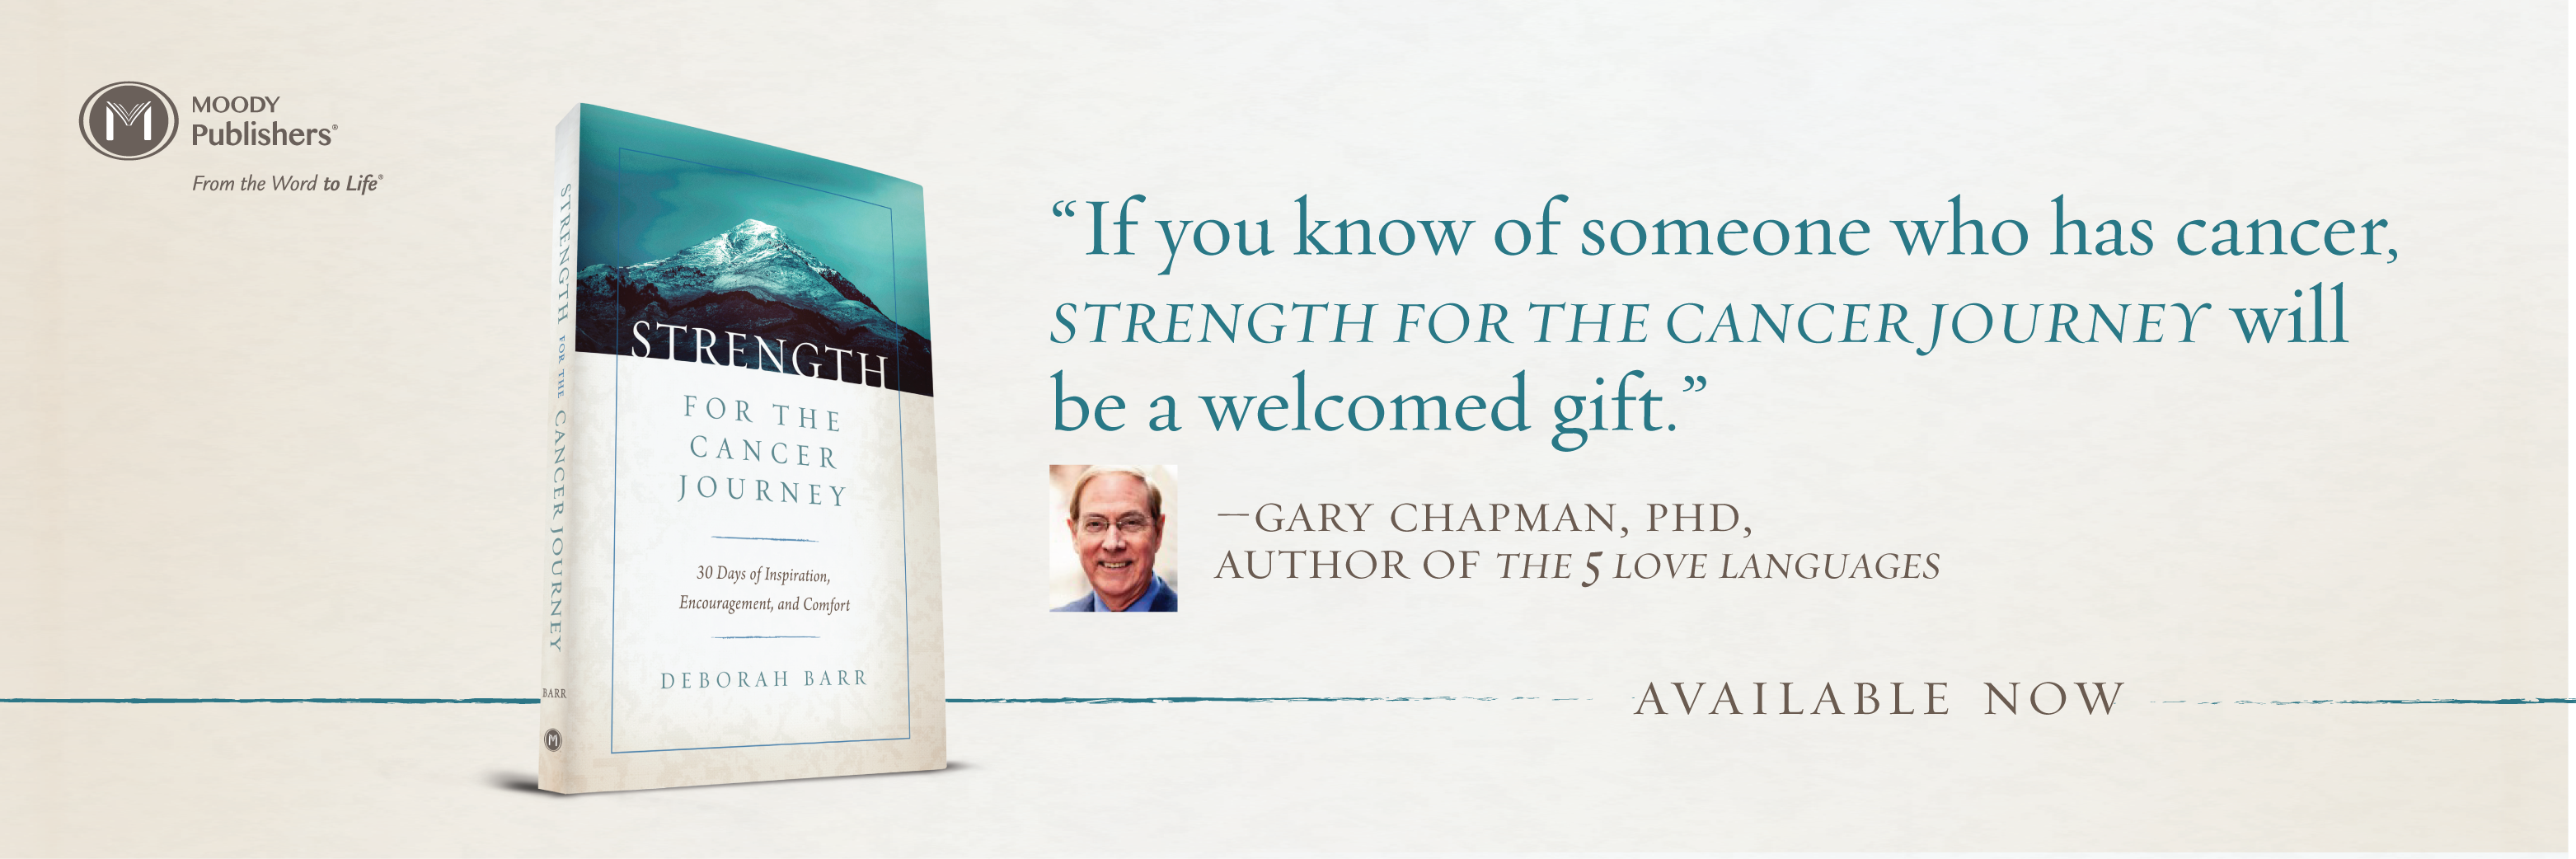 MOODY
Publishers®
From the Word to Life®
STRENGTH FOR THE CANCER JOURNEY
BARR
M
STRENGTH
FOR THE
CANCER
JOURNEY
30 Days of Inspiration,
Encouragement, and Comfort
DEBORAH BARR
“If you know of someone who has cancer,
STRENGTH FOR THE CANCER JOURNEY will
be a welcomed gift.”
—GARY CHAPMAN, PHD,
AUTHOR OF THE 5 LOVE LANGUAGES
AVAILABLE NOW